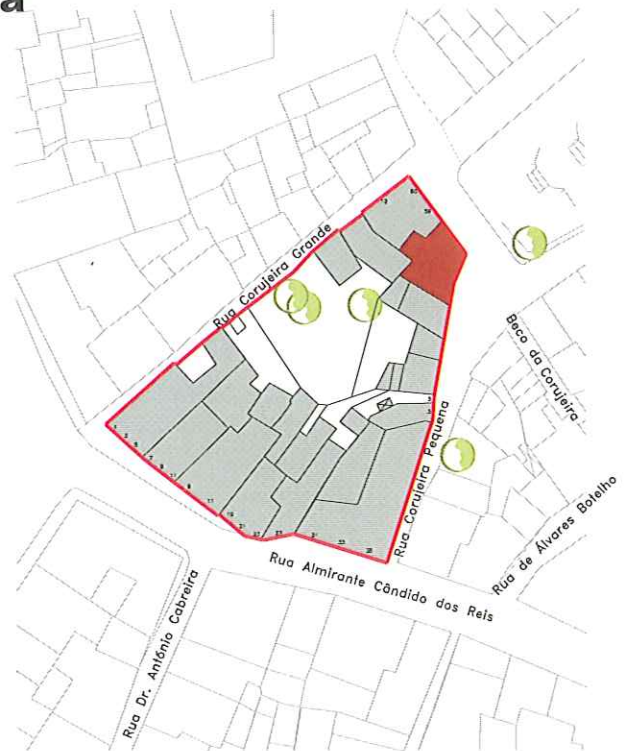 a
Rua Corujeira Grande
Beco da Corujeira
Rua Corujeira Pequena
Rua de Álvares Botelho
Rua Almirante Cândido dos Reis
Rua Dr. António Cabreira